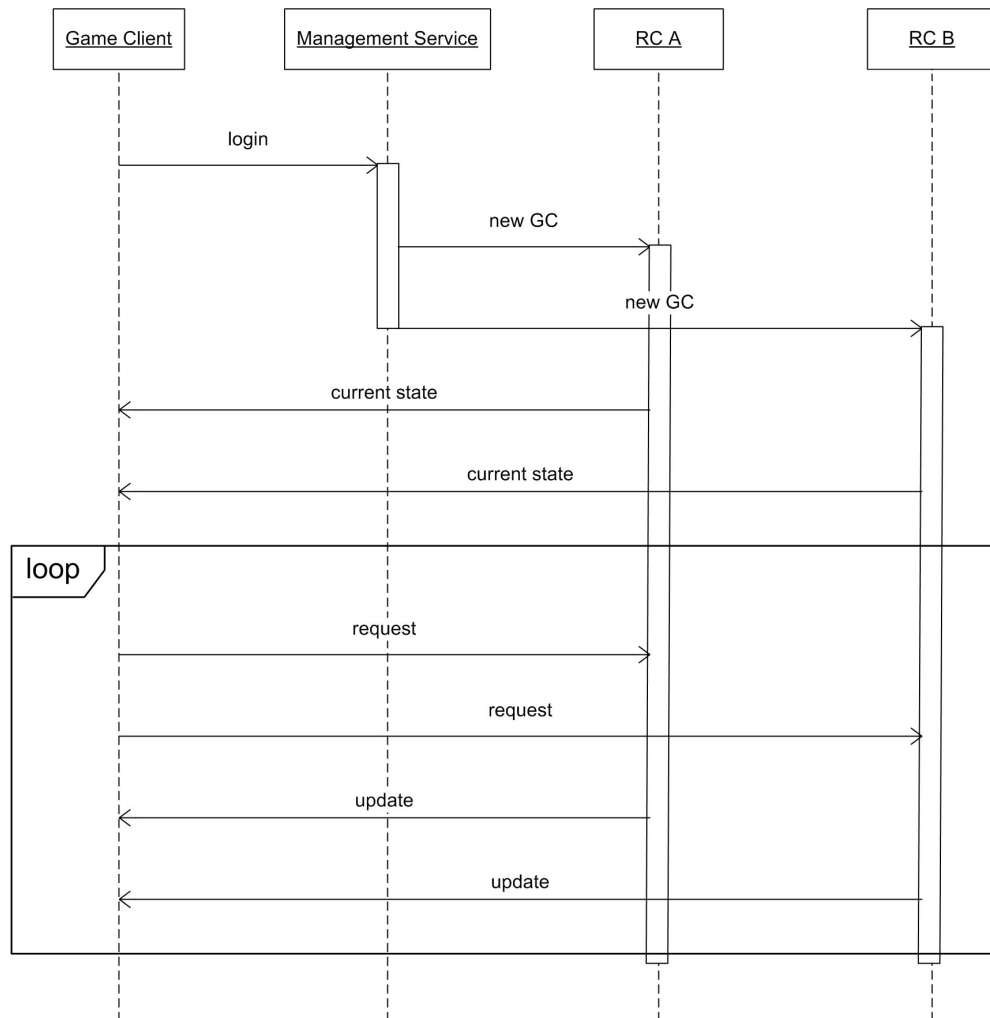 Game Client
Management Service
RC A
RC B
login
new GC
new GC
current state
current state
loop
request
request
update
update